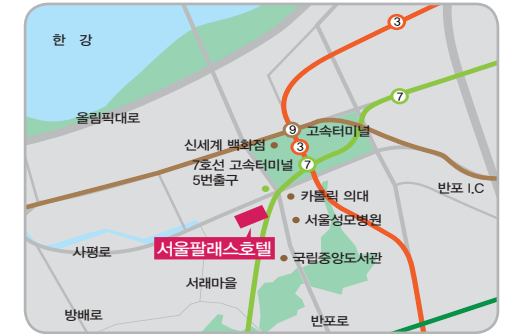 3
한 강
7
올림픽대로
9
고속터미널
신세계 백화점
3
7호선 고속터미널
7
5번출구
반포 I.C
카톨릭 의대
서울성모병원
서울팔래스호텔
사평로
국립중앙도서관
서래마을
방배로
반포로